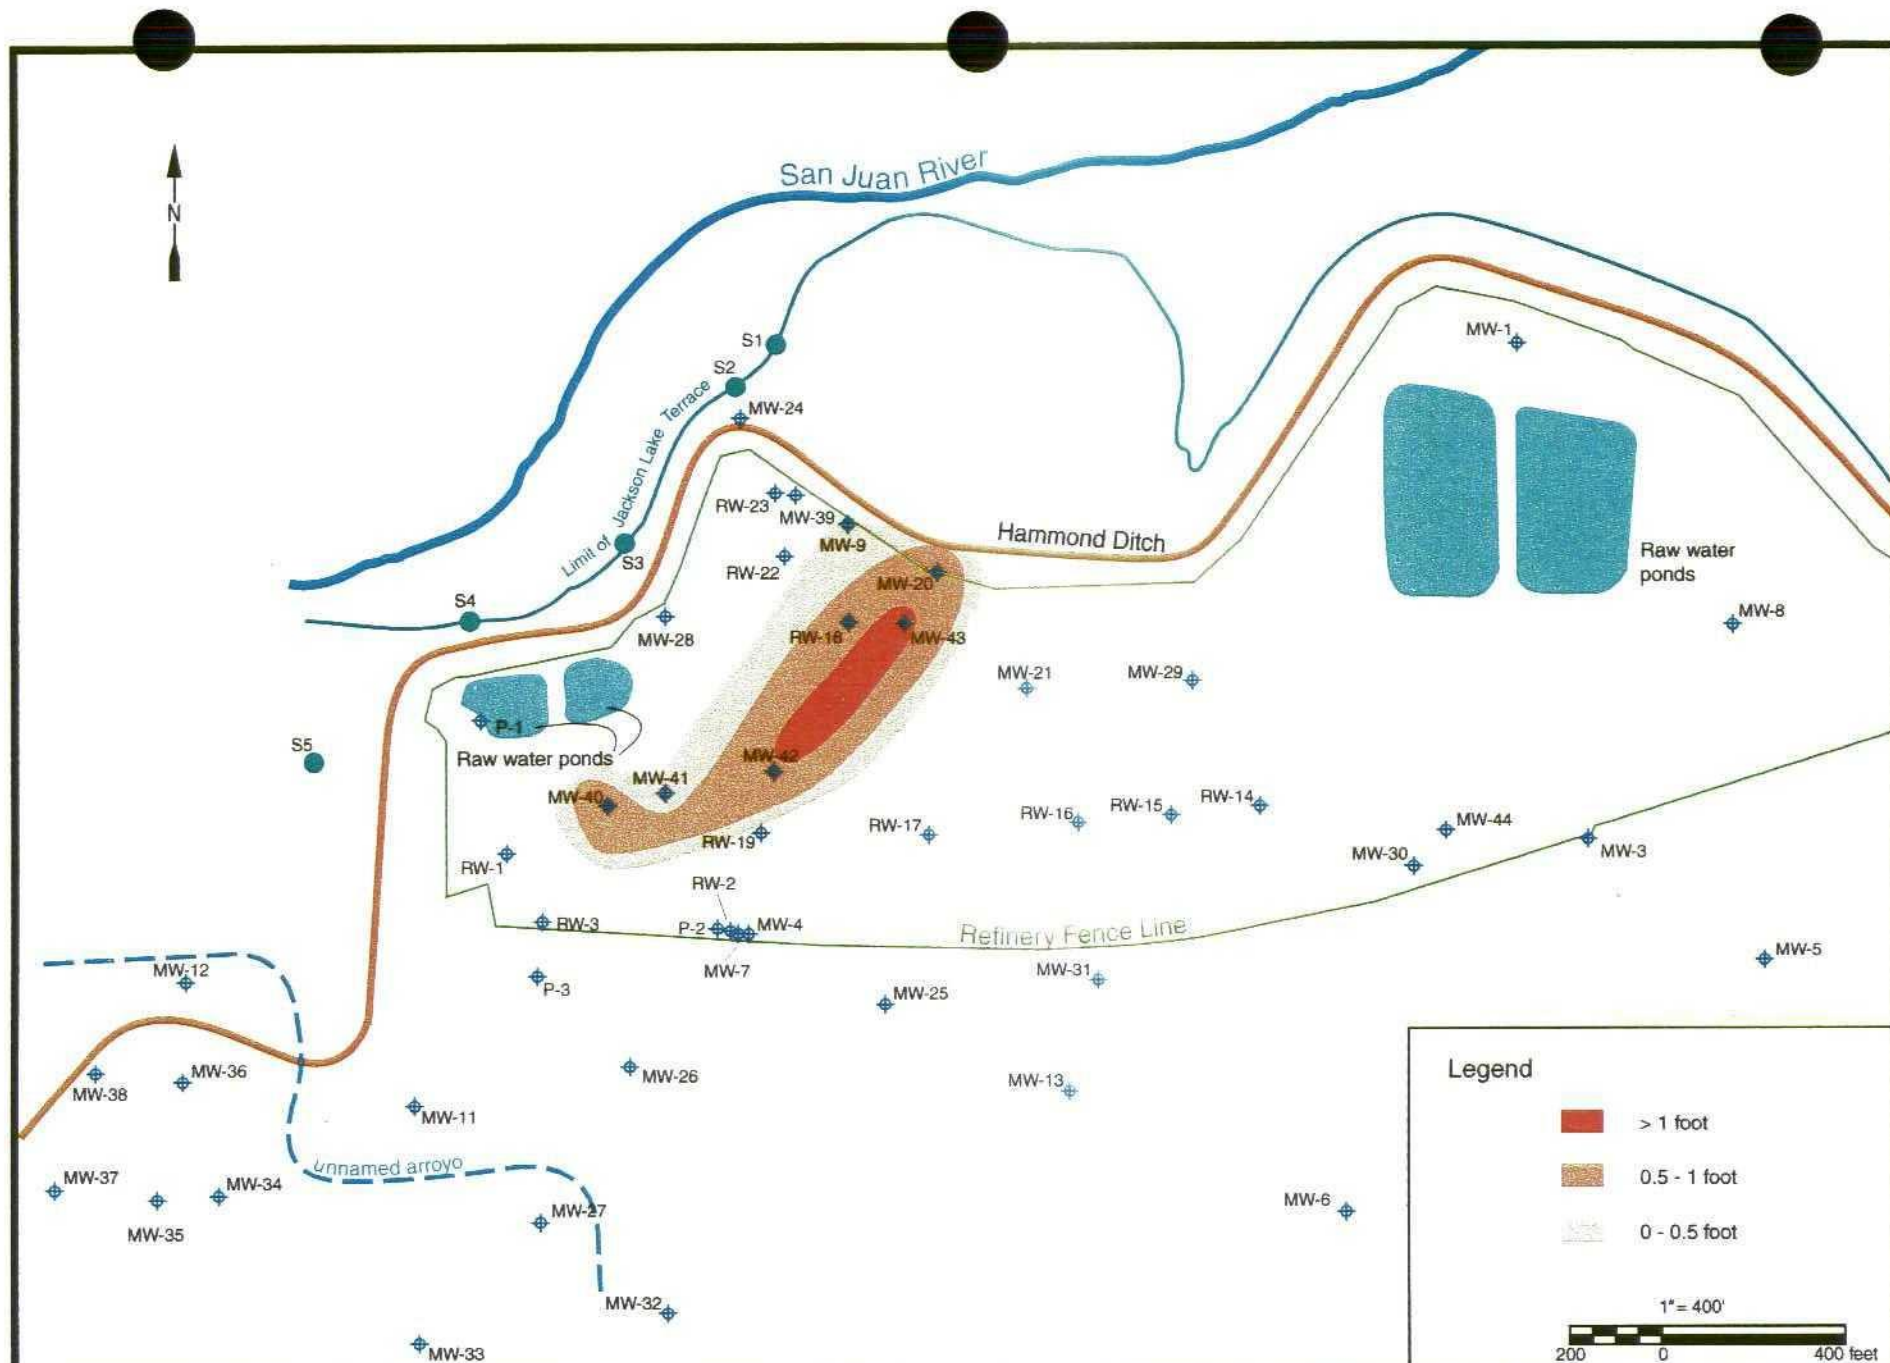 San Juan River
N
MW-1
S1
S2
MW-24
Limit of Jackson Lake Terrace
RW-23
MW-39
MW-9
Hammond Ditch
Raw water
ponds
S3
RW-22
MW-20
S4
MW-28
RW-18
MW-43
MW-8
MW-21
MW-29
P-1
S5
Raw water ponds
MW-42
MW-41
MW-40
RW-19
RW-17
RW-16
RW-15
RW-14
MW-44
MW-30
MW-3
RW-1
RW-2
RW-3
P-2
MW-4
Refinery Fence Line
MW-7
MW-12
P-3
MW-25
MW-31
MW-5
MW-38
MW-36
MW-11
MW-26
MW-13
Legend
> 1 foot
0.5 - 1 foot
0 - 0.5 foot
unnamed arroyo
MW-37
MW-34
MW-35
MW-27
MW-6
MW-32
MW-33
1"= 400'
200 0 400 feet